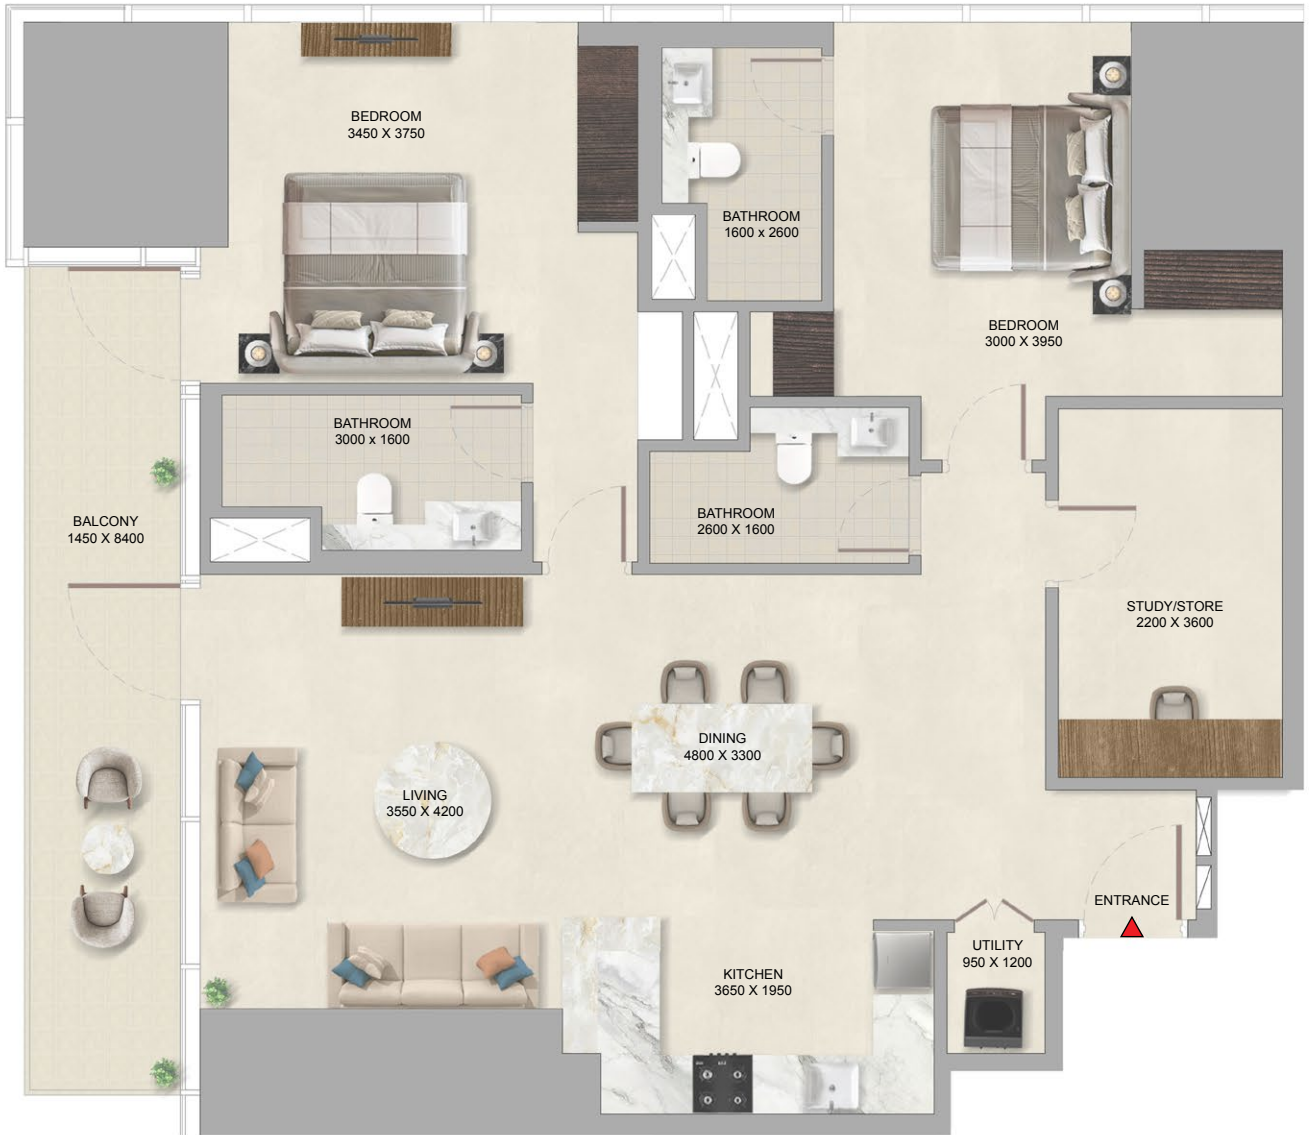 BEDROOM
3450 X 3750
BATHROOM
1600 x 2600
BEDROOM
3000 X 3950
BATHROOM
3000 x 1600
BATHROOM
2600 X 1600
BALCONY
1450 X 8400
STUDY/STORE
2200 X 3600
DINING
4800 X 3300
LIVING
3550 X 4200
ENTRANCE
UTILITY
950 X 1200
KITCHEN
3650 X 1950